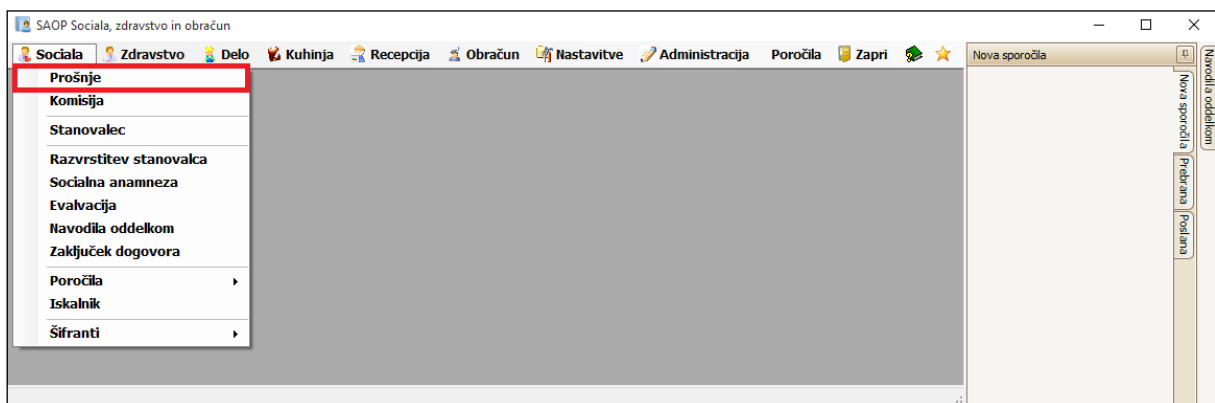 SAOP Sociala, zdravstvo in obračun
Sociala Zdravstvo Delo Kuhinja Recepcija Obračun Nastavitve Administracija Poročila Zapri
Prošnje
Komisija
Stanovalec
Razvrstitev stanovalca
Socialna anamneza
Evalvacija
Navodila oddelkom
Zaključek dogovora
Poročila
Iskalnik
Šifranti
Nova sporočila
Nova sporočila
Prebrana
Poslana
Navodila oddelkom